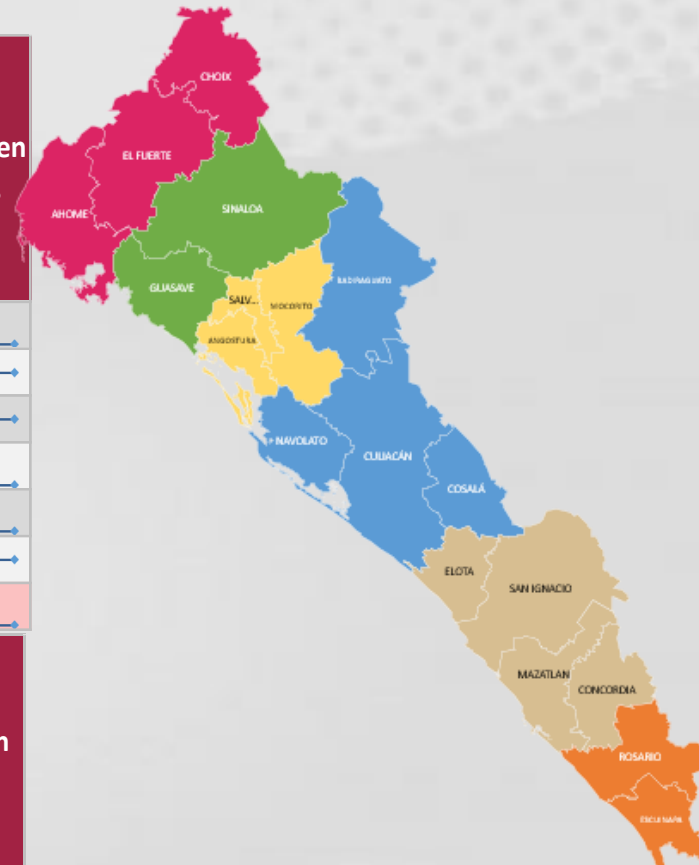 en
CHOIX
EL FUERTE
AHOME
SINALOA
BADIRAGUATO
GUASAVE
SALV...
MOCORITO
ANGOSTURA
NAVOLATO
CULIACÁN
COSALÁ
ELOTA
SAN IGNACIO
MAZATLAN
CONCORDIA
n
ROSARIO
ESCUINAPA